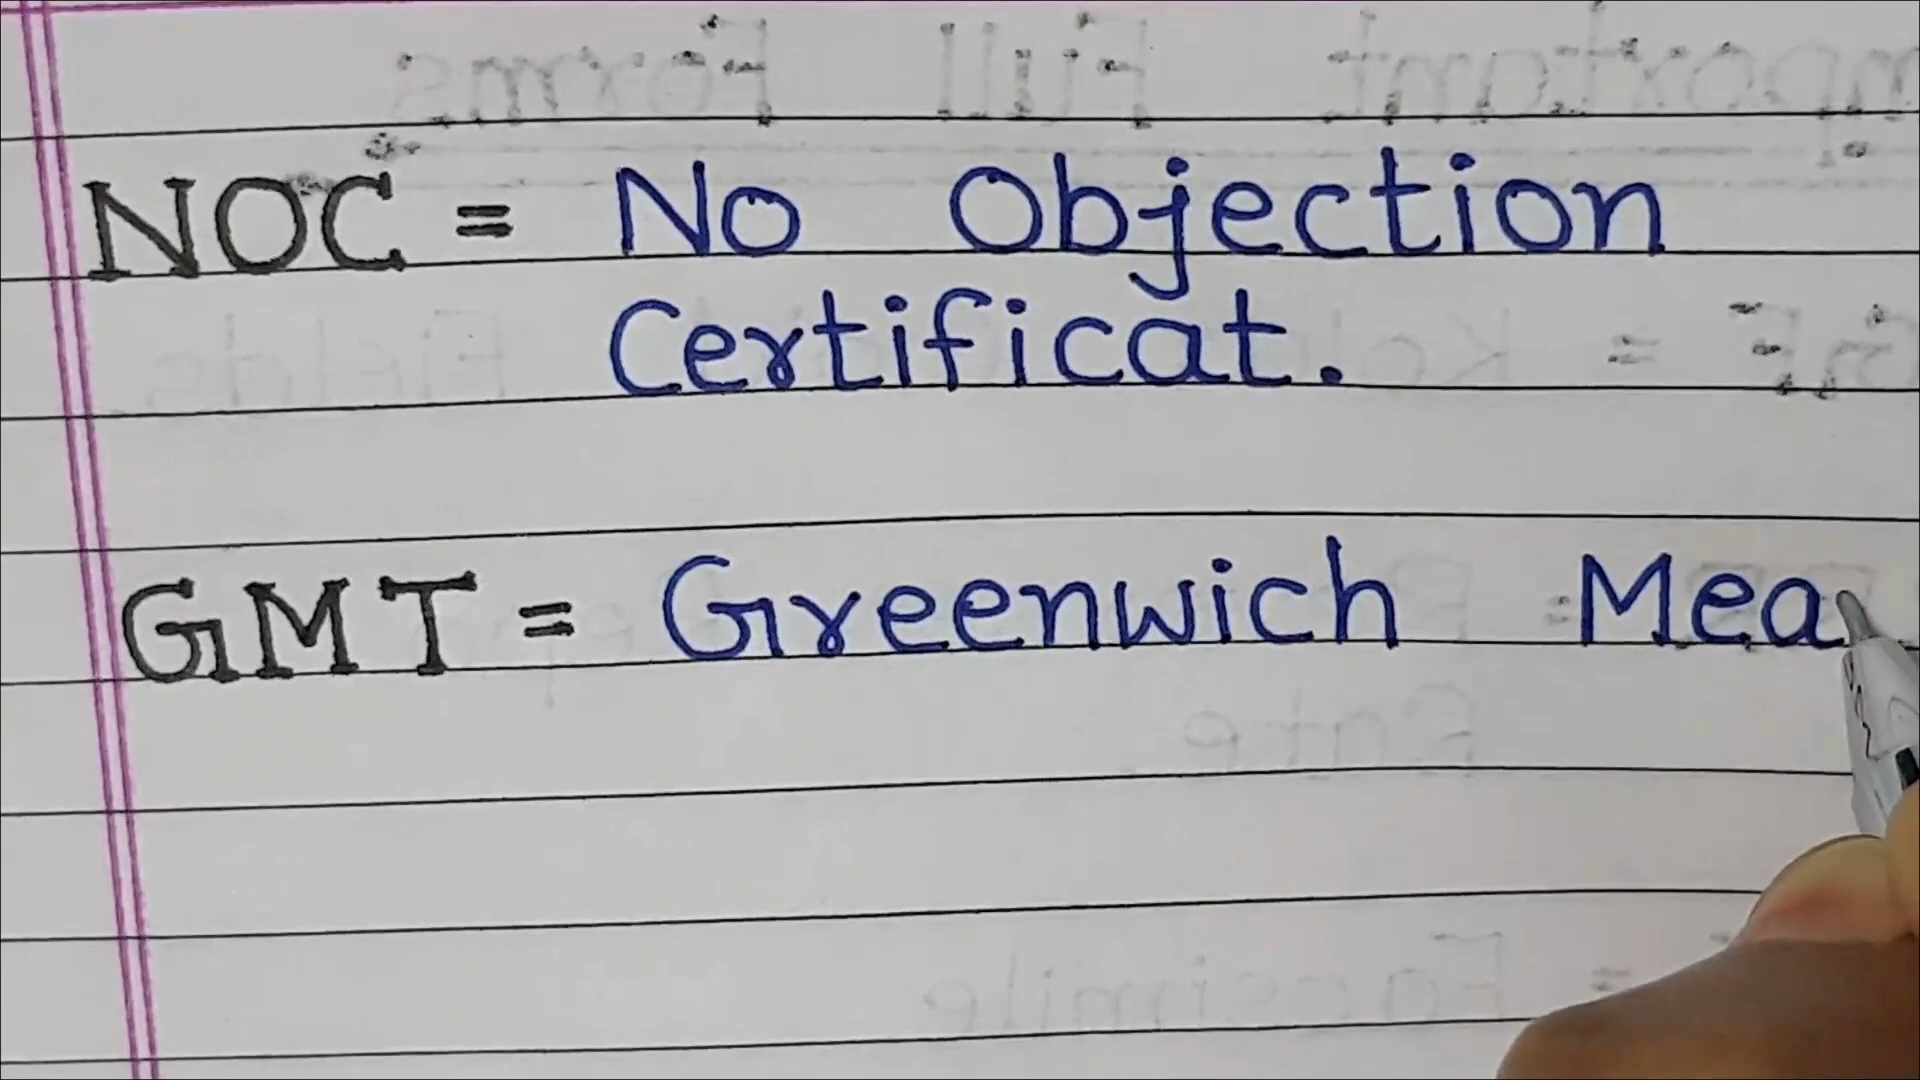 NOC = No Objection
Certificat.
GMT = Greenwich Mea